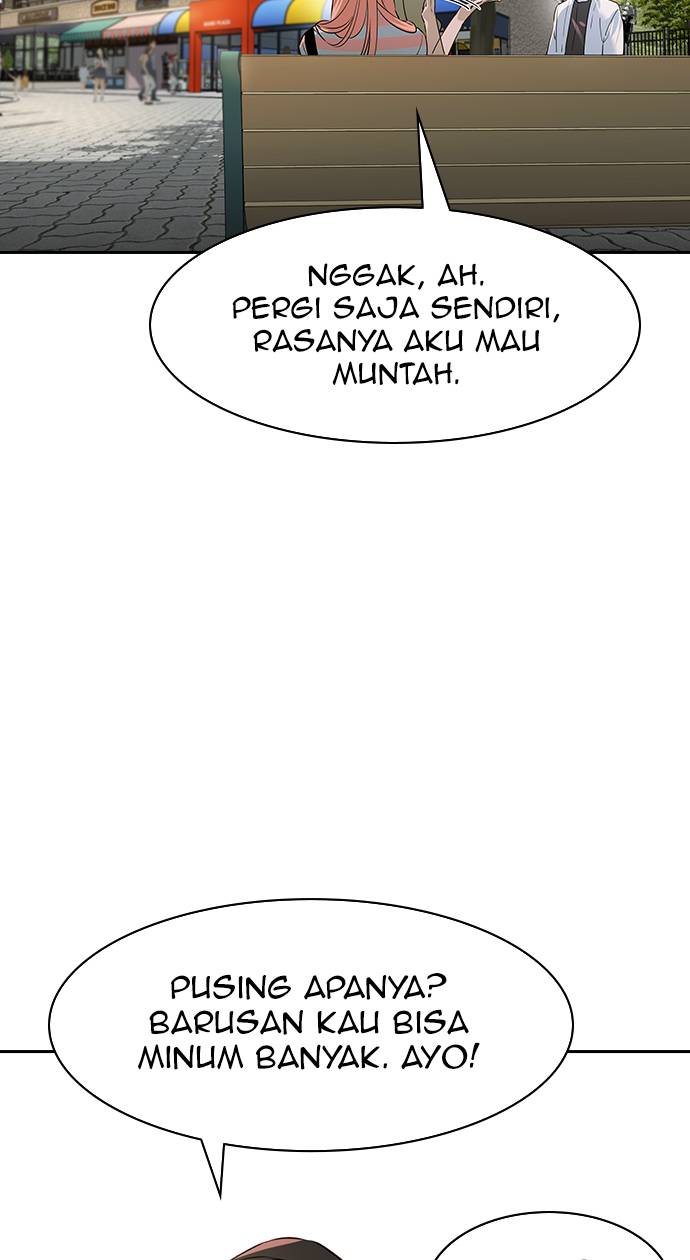 NGGAK, AH.
PERGI SAJA SENDIRI,
RASANYA AKU MAU
MUNTAH.
PUSING APANYA?
BARUSAN KAU BISA
MINUM BANYAK. AYO!